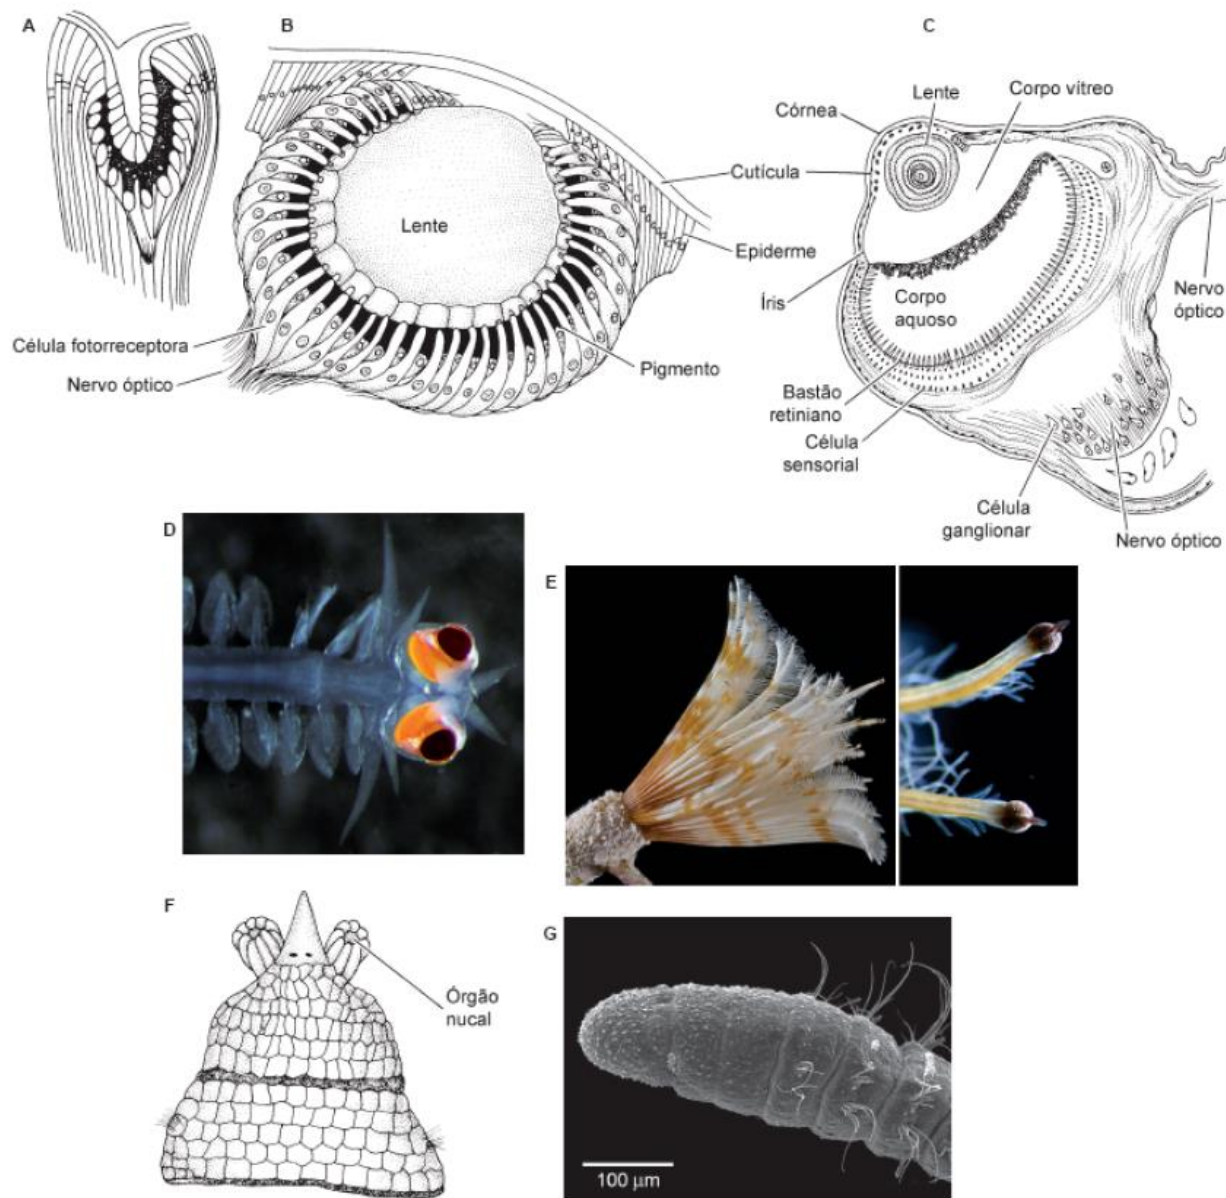 A
B
C
Lente
Corpo vítreo
Córnea
Cutícula
Lente
Epiderme
Íris
Corpo
aquoso
Nervo
óptico
Célula fotorreceptora
Nervo óptico
Pigmento
Bastão
retiniano
Célula
sensorial
Célula
ganglionar
Nervo óptico
D
E
F
Órgão
nucal
G
100 μm